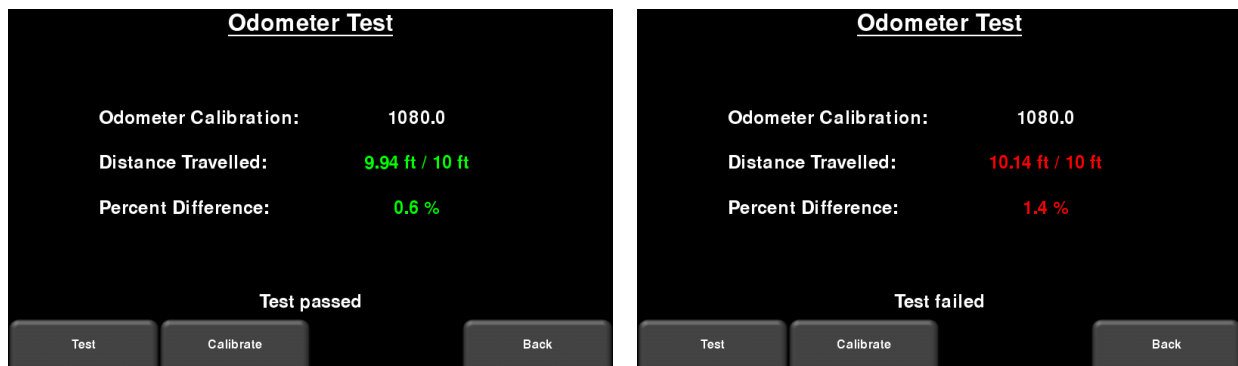 Odometer Test
Odometer Calibration: 1080.0
Distance Travelled: 9.94 ft / 10 ft
Percent Difference: 0.6 %
Test passed
Test Calibrate Back
Odometer Test
Odometer Calibration: 1080.0
Distance Travelled: 10.14 ft / 10 ft
Percent Difference: 1.4 %
Test failed
Test Calibrate Back